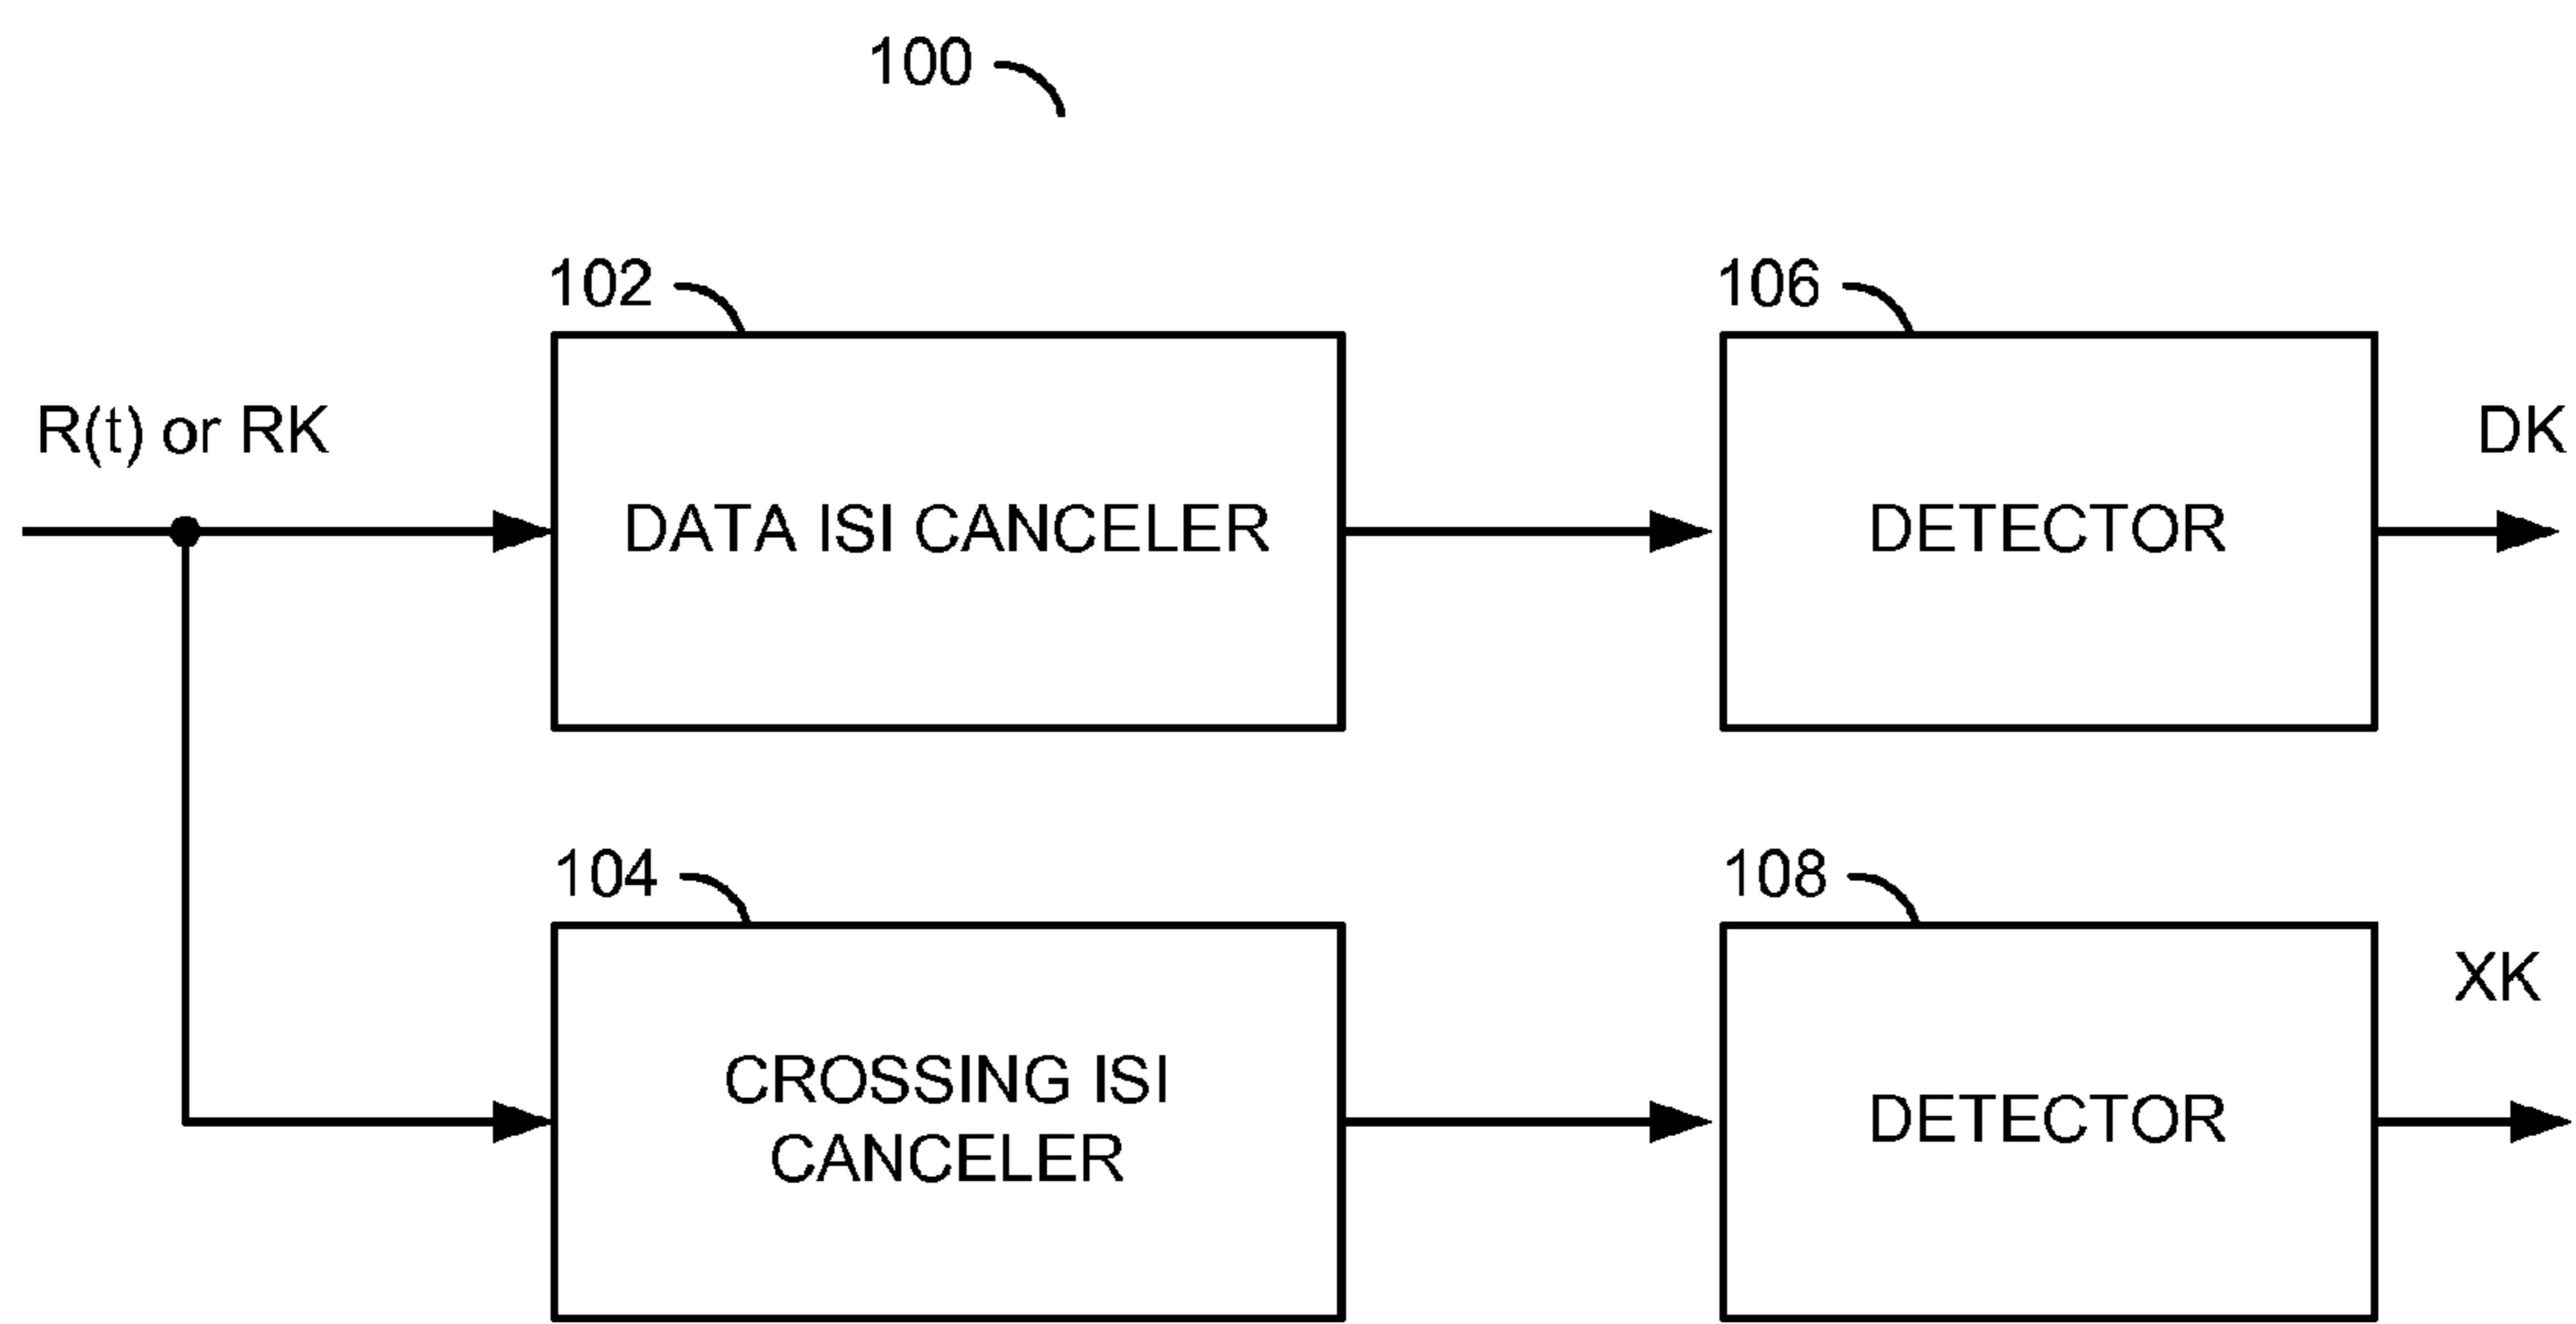 100
102
106
R(t) or RK
DK
DATA ISI CANCELER
DETECTOR
104
108
XK
CROSSING ISI
CANCELER
DETECTOR